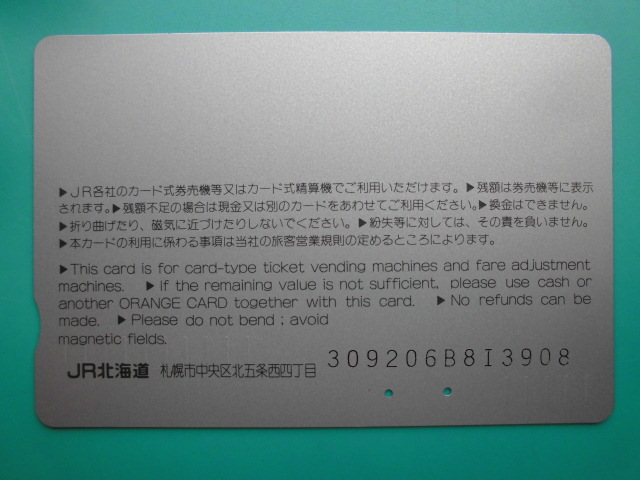 ▶JR各社のカード式券売機等又はカード式精算機でご利用いただけます。▶残額は券売機等に表示
されます。▶残額不足の場合は現金又は別のカードをあわせてご利用ください。▶換金はできません。
▶折り曲げたり、磁気に近づけたりしないでください。▶紛失等に対しては、その責を負いません。
▶本カードの利用に係わる事項は当社の旅客営業規則の定めるところによります。
▶This card is for card-type ticket vending machines and fare adjustment
machines. ▶If the remaining value is not sufficient, please use cash or
another ORANGE CARD together with this card. ▶No refunds can be
made. ▶Please do not bend; avoid
magnetic fields.
JR北海道 札幌市中央区北五条西四丁目 309206B8I3908